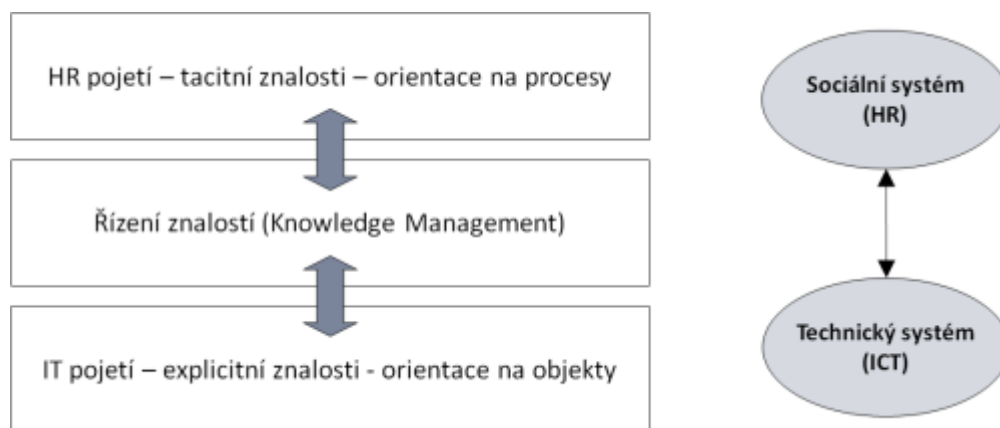 HR pojetí – tacitní znalosti – orientace na procesy
Řízení znalostí (Knowledge Management)
IT pojetí – explicitní znalosti - orientace na objekty
Sociální systém
(HR)
Technický systém
(ICT)